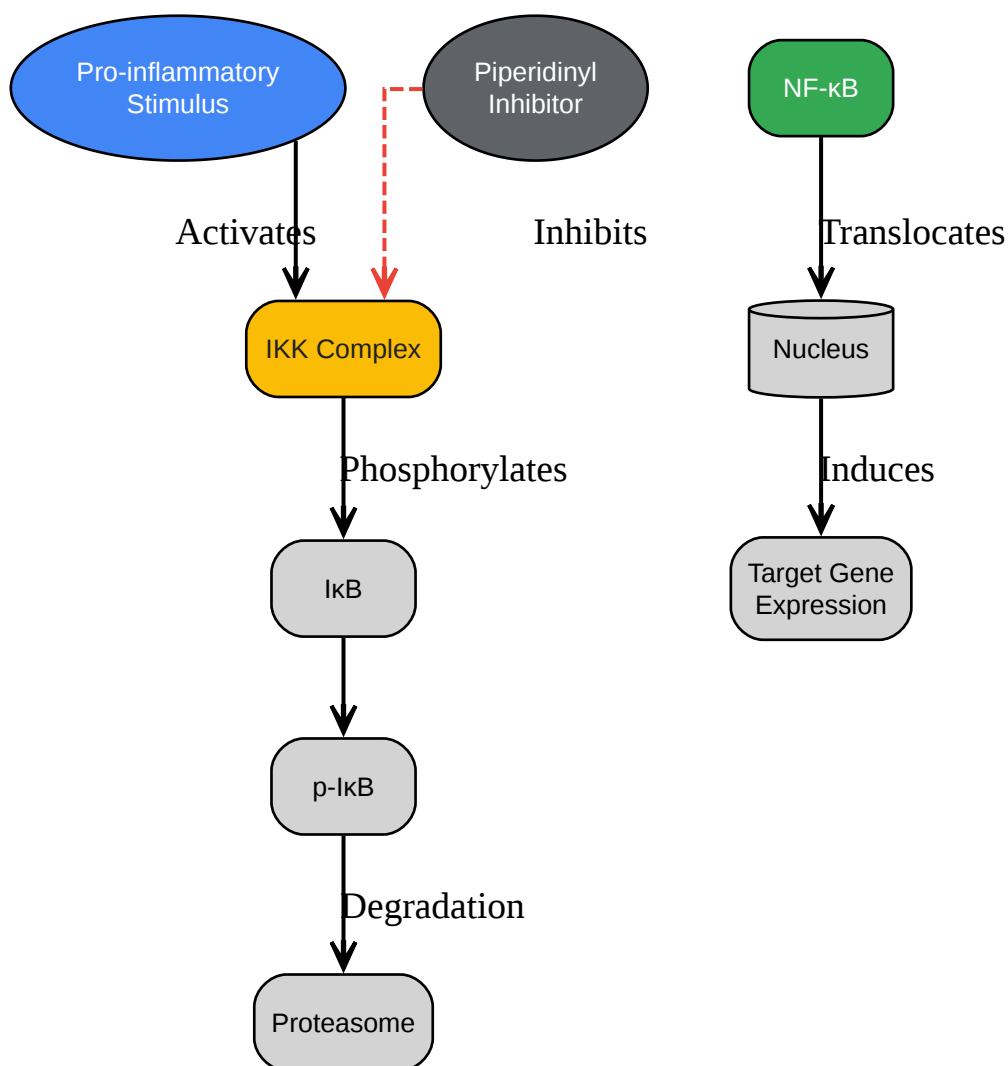 Pro-inflammatory
Stimulus
Piperidinyl
Inhibitor
NF-κB
Activates
Inhibits
Translocates
IKK Complex
Nucleus
Phosphorylates
Induces
IκB
Target Gene
Expression
p-IκB
Degradation
Proteasome